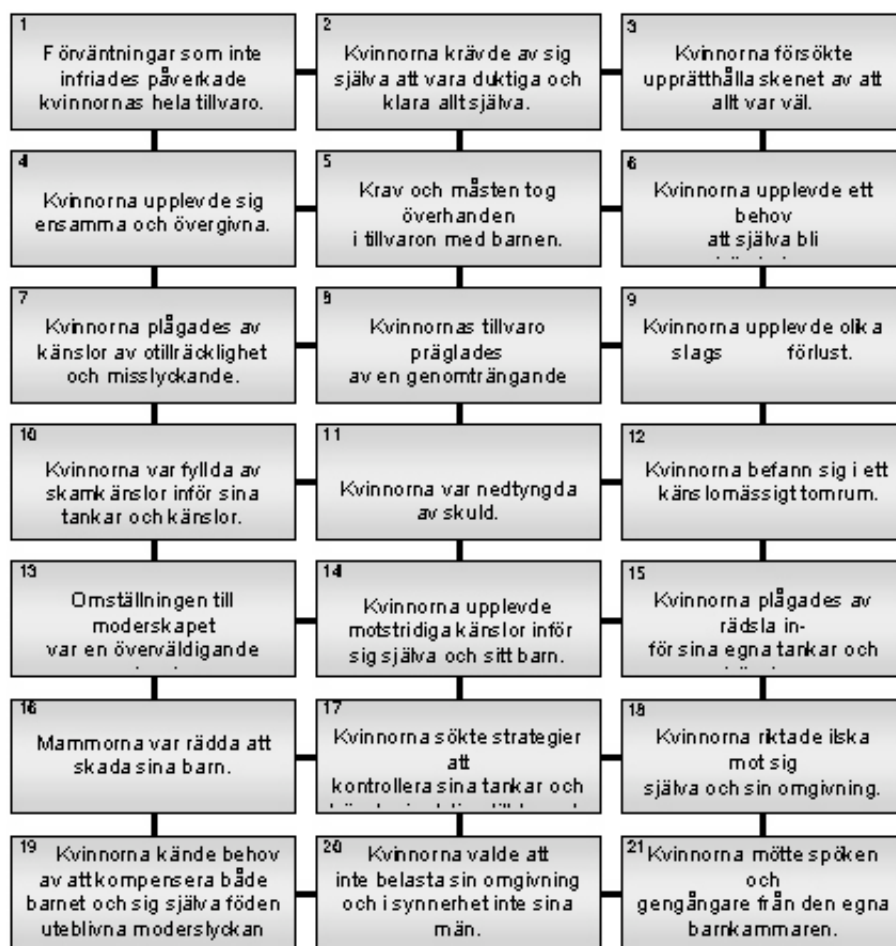 1
Förväntningar som inte
infriades påverkade
kvinnornas hela tillvaro.
2
Kvinnorna krävde av sig
själva att vara duktiga och
klara allt själva.
3
Kvinnorna försökte
upprätthålla skenet av att
allt var väl.
4
Kvinnorna upplevde sig
ensamma och övergivna.
5
Krav och måsten tog
överhanden
i tillvaron med barnen.
6
Kvinnorna upplevde ett
behov
att själva bli
7
Kvinnorna plågades av
känslor av otillräcklighet
och misslyckande.
8
Kvinnornas tillvaro
präglades
av en genomträngande
9
Kvinnorna upplevde olika
slags förlust.
10
Kvinnorna var fyllda av
skamkänslor inför sina
tankar och känslor.
11
Kvinnorna var nedtyngda
av skuld.
12
Kvinnorna befann sig i ett
känslomässigt tomrum.
13
Omställningen till
moderskapet
var en överväldigande
14
Kvinnorna upplevde
motstridiga känslor inför
sig själva och sitt barn.
15
Kvinnorna plågades av
rädsla in-
för sina egna tankar och
16
Mammorna var rädda att
skada sina barn.
17
Kvinnorna sökte strategier
att
kontrollera sina tankar och
18
Kvinnorna riktade ilska
mot sig
själva och sin omgivning.
19
Kvinnorna kände behov
av att kompensera både
barnet och sig själva föden
uteblivna moderslyckan
20
Kvinnorna valde att
inte belasta sin omgivning
och i synnerhet inte sina
män.
21
Kvinnorna mötte spöken
och
gengångare från den egna
barnkammaren.